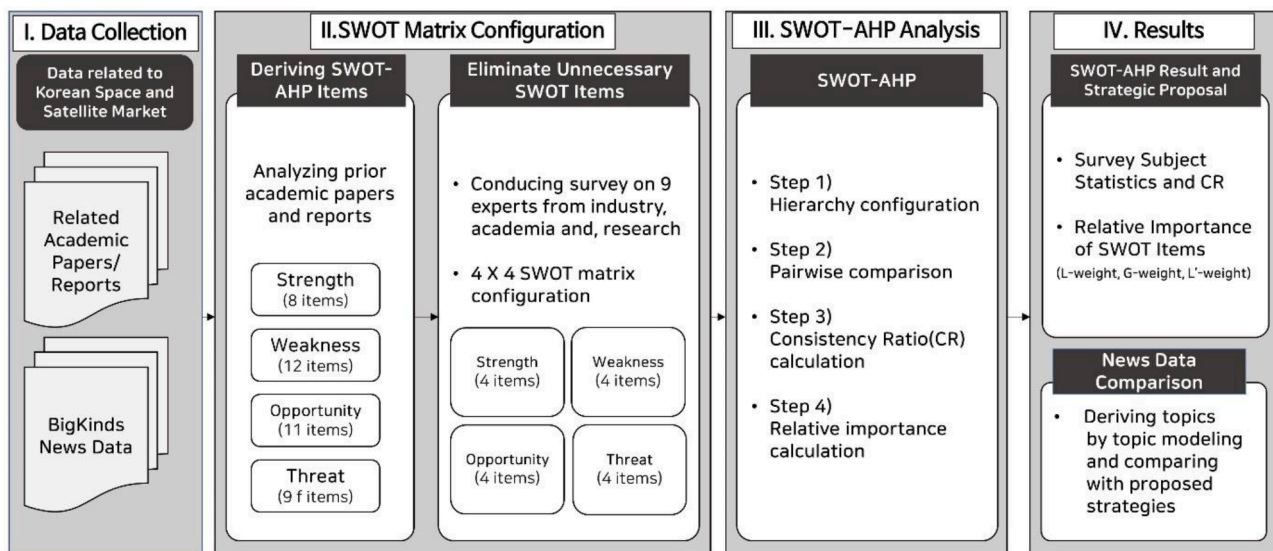 I. Data Collection
Data related to
Korean Space and
Satellite Market
Related
Academic
Papers/
Reports
BigKinds
News Data
II.SWOT Matrix Configuration
Deriving SWOT-
AHP Items
Analyzing prior
academic papers
and reports
Strength
(8 items)
Weakness
(12 items)
Opportunity
(11 items)
Threat
(9 f items)
Eliminate Unnecessary
SWOT Items
• Conducing survey on 9
experts from industry,
academia and, research
• 4 X 4 SWOT matrix
configuration
Strength
(4 items)
Weakness
(4 items)
Opportunity
(4 items)
Threat
(4 items)
III. SWOT-AHP Analysis
SWOT-AHP
• Step 1)
Hierarchy configuration
• Step 2)
Pairwise comparison
• Step 3)
Consistency Ratio(CR)
calculation
• Step 4)
Relative importance
calculation
IV. Results
SWOT-AHP Result and
Strategic Proposal
• Survey Subject
Statistics and CR
• Relative Importance
of SWOT Items
(L-weight, G-weight, L'-weight)
News Data
Comparison
• Deriving topics
by topic modeling
and comparing
with proposed
strategies